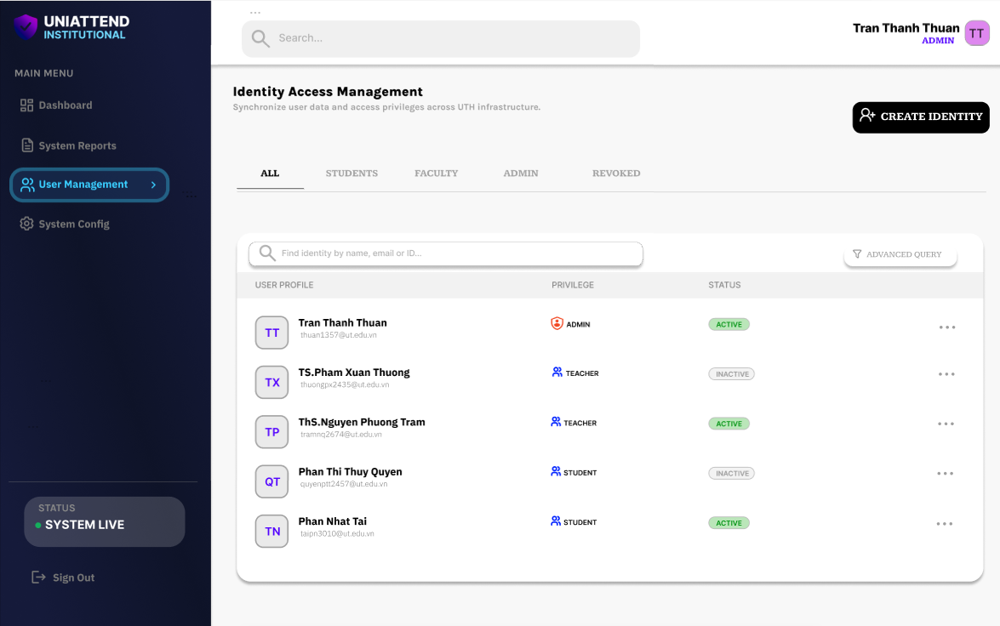 UNIATTEND
INSTITUTIONAL
MAIN MENU
Dashboard
System Reports
User Management
System Config
STATUS
SYSTEM LIVE
Sign Out
...
Search...
Tran Thanh Thuan
ADMIN
TT
Identity Access Management
Synchronize user data and access privileges across UTH infrastructure.
CREATE IDENTITY
ALL STUDENTS FACULTY ADMIN REVOKED
Find identity by name, email or ID...
ADVANCED QUERY
USER PROFILE PRIVILEGE STATUS
TT Tran Thanh Thuan ADMIN ACTIVE
thuan1357@ut.edu.vn
TX TS.Pham Xuan Thuong TEACHER INACTIVE
thuongpx2435@ut.edu.vn
TP ThS.Nguyen Phuong Tram TEACHER ACTIVE
tramnq2674@ut.edu.vn
QT Phan Thi Thuy Quyen STUDENT INACTIVE
quyenptt2457@ut.edu.vn
TN Phan Nhat Tai STUDENT ACTIVE
taipn3010@ut.edu.vn